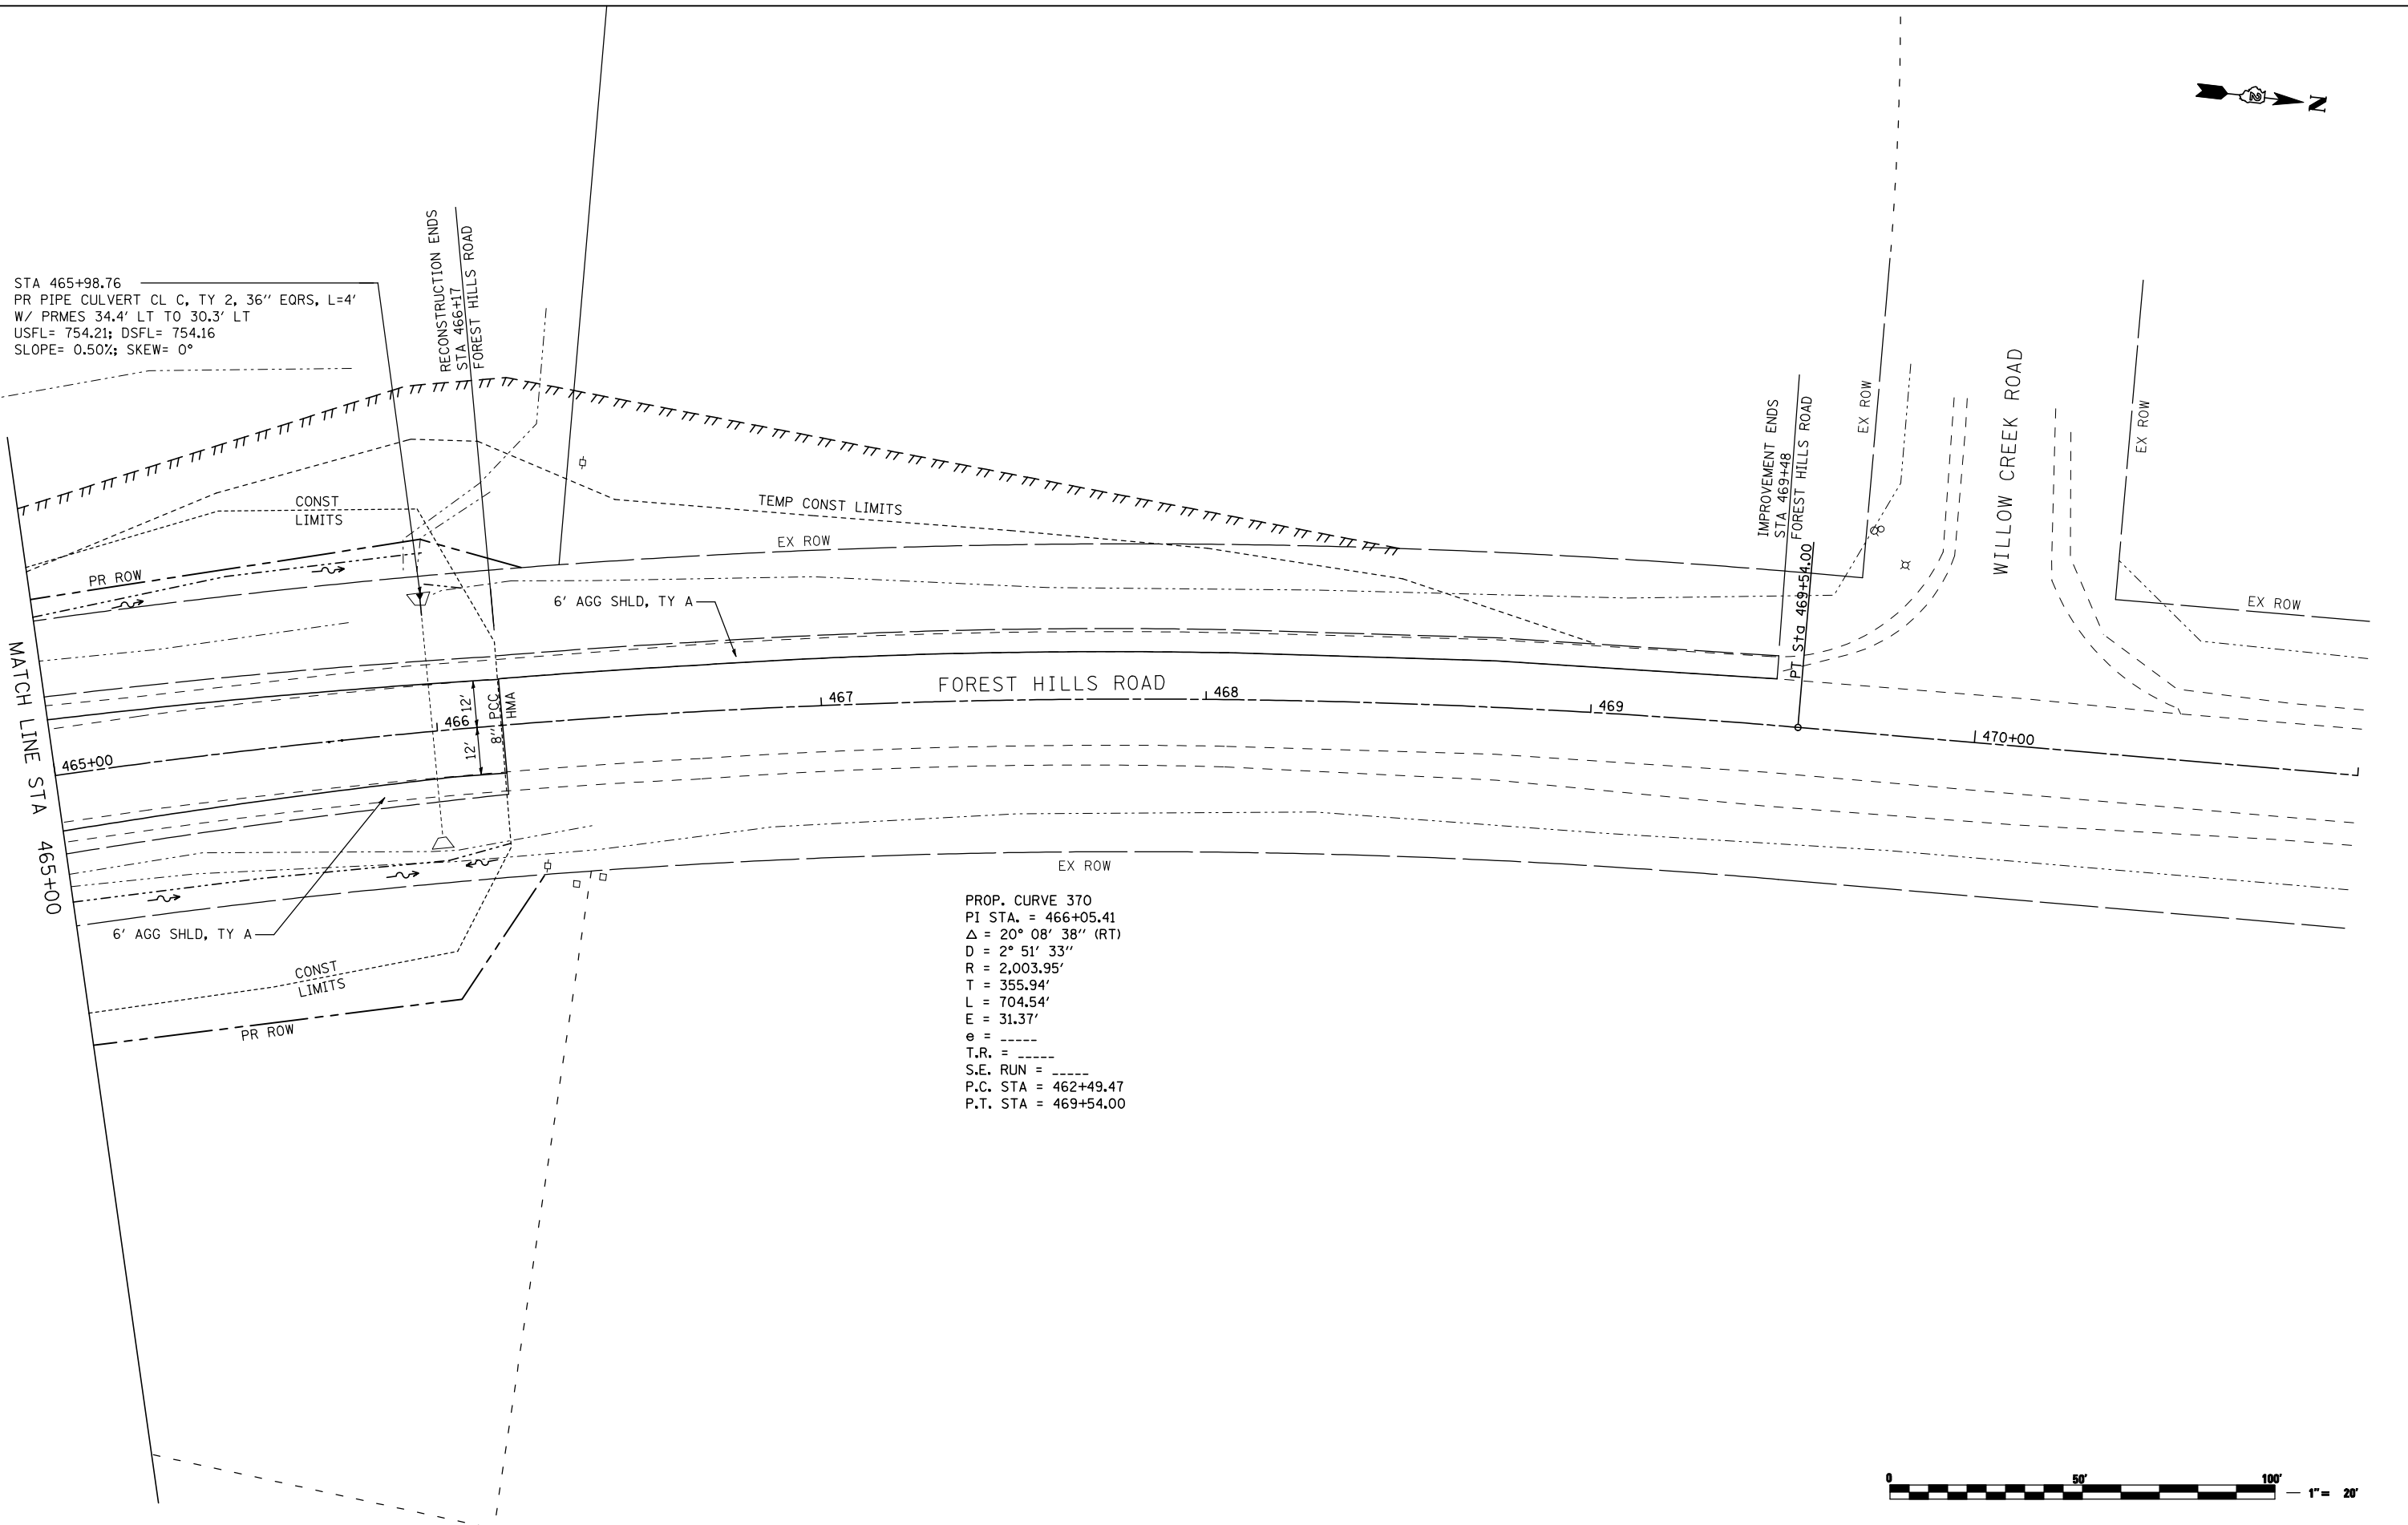 N
STA 465+98.76
PR PIPE CULVERT CL C, TY 2, 36'' EQRS, L=4'
W/ PRMES 34.4' LT TO 30.3' LT
USFL= 754.21; DSFL= 754.16
SLOPE= 0.50%; SKEW= 0°
RECONSTRUCTION ENDS
STA 466+17
FOREST HILLS ROAD
IMPROVEMENT ENDS
STA 469+48
FOREST HILLS ROAD
PT Sta 469+54.00
EX ROW
WILLOW CREEK ROAD
EX ROW
EX ROW
CONST
LIMITS
TEMP CONST LIMITS
EX ROW
PR ROW
6' AGG SHLD, TY A
MATCH LINE STA 465+00
FOREST HILLS ROAD
465+00
466
467
468
469
470+00
12'
12'
8'' PCC
HMA
6' AGG SHLD, TY A
CONST
LIMITS
PR ROW
EX ROW
PROP. CURVE 370
PI STA. = 466+05.41
Δ = 20° 08' 38'' (RT)
D = 2° 51' 33''
R = 2,003.95'
T = 355.94'
L = 704.54'
E = 31.37'
e = _____
T.R. = _____
S.E. RUN = _____
P.C. STA = 462+49.47
P.T. STA = 469+54.00
0 50' 100'
1"= 20'